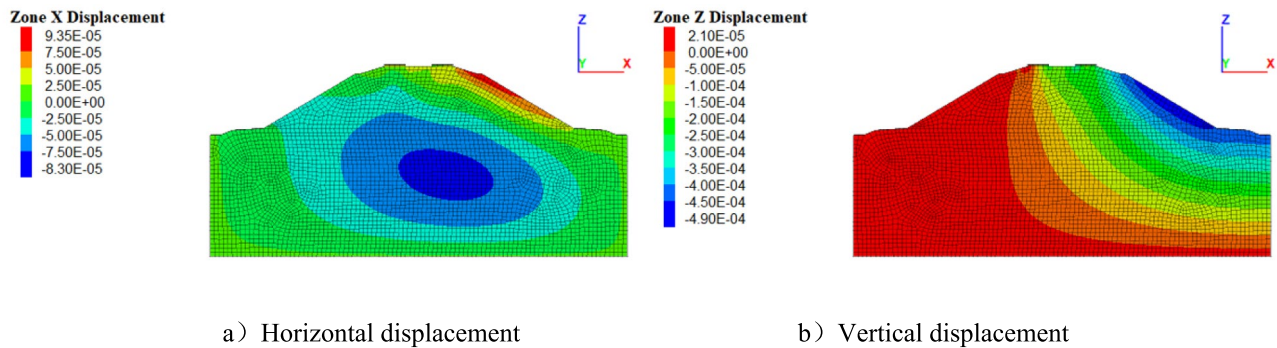 Zone X Displacement
9.35E-05
7.50E-05
5.00E-05
2.50E-05
0.00E+00
-2.50E-05
-5.00E-05
-7.50E-05
-8.30E-05
Z
Y
X
Zone Z Displacement
2.10E-05
0.00E+00
-5.00E-05
-1.00E-04
-1.50E-04
-2.00E-04
-2.50E-04
-3.00E-04
-3.50E-04
-4.00E-04
-4.50E-04
-4.90E-04
Z
Y
X
a）Horizontal displacement
b）Vertical displacement